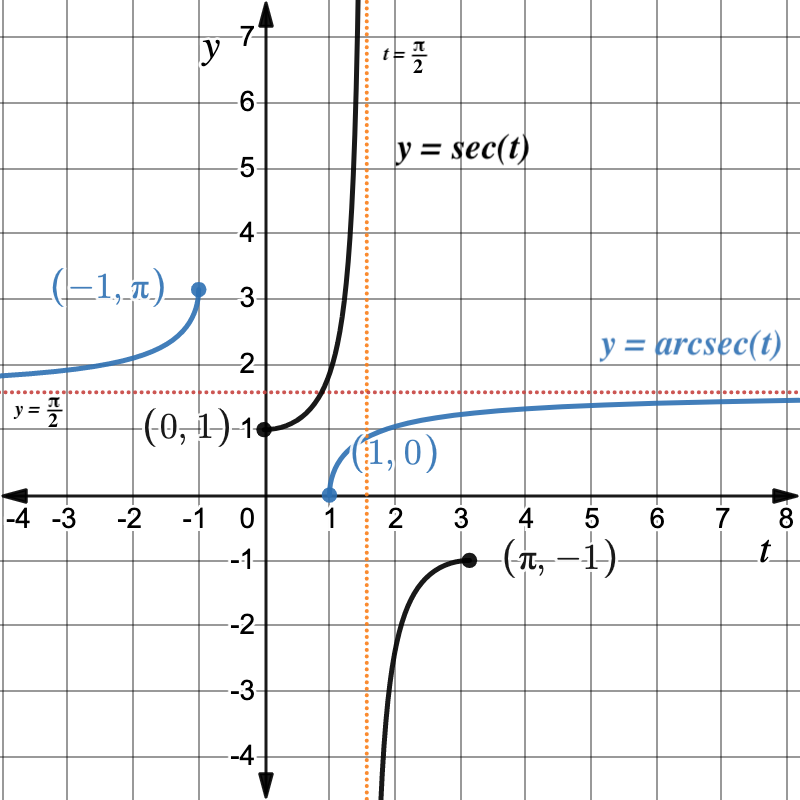 7
y
t = π/2
6
y = sec(t)
5
4
(−1, π)
3
y = arcsec(t)
2
y = π/2
(0, 1)
1
(1, 0)
-4 -3 -2 -1 0 1 2 3 4 5 6 7 8
-1
(π, −1)
t
-2
-3
-4